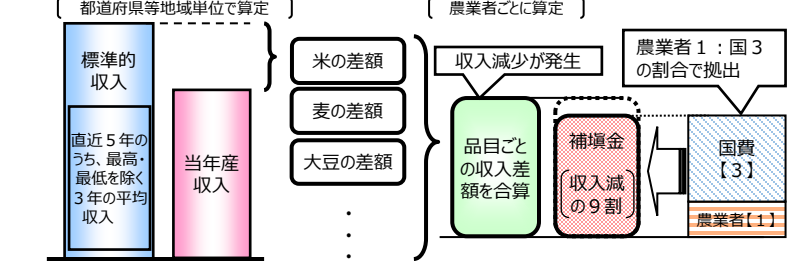 都道府県等地域単位で算定
農業者ごとに算定
標準的
収入
直近５年の
うち、最高・
最低を除く
３年の平均
収入
当年産
収入
米の差額
麦の差額
大豆の差額
・
・
・
収入減少が発生
品目ごと
の収入差
額を合算
補塡金
収入減
の９割
農業者１：国３
の割合で拠出
国費
【３】
農業者【１】